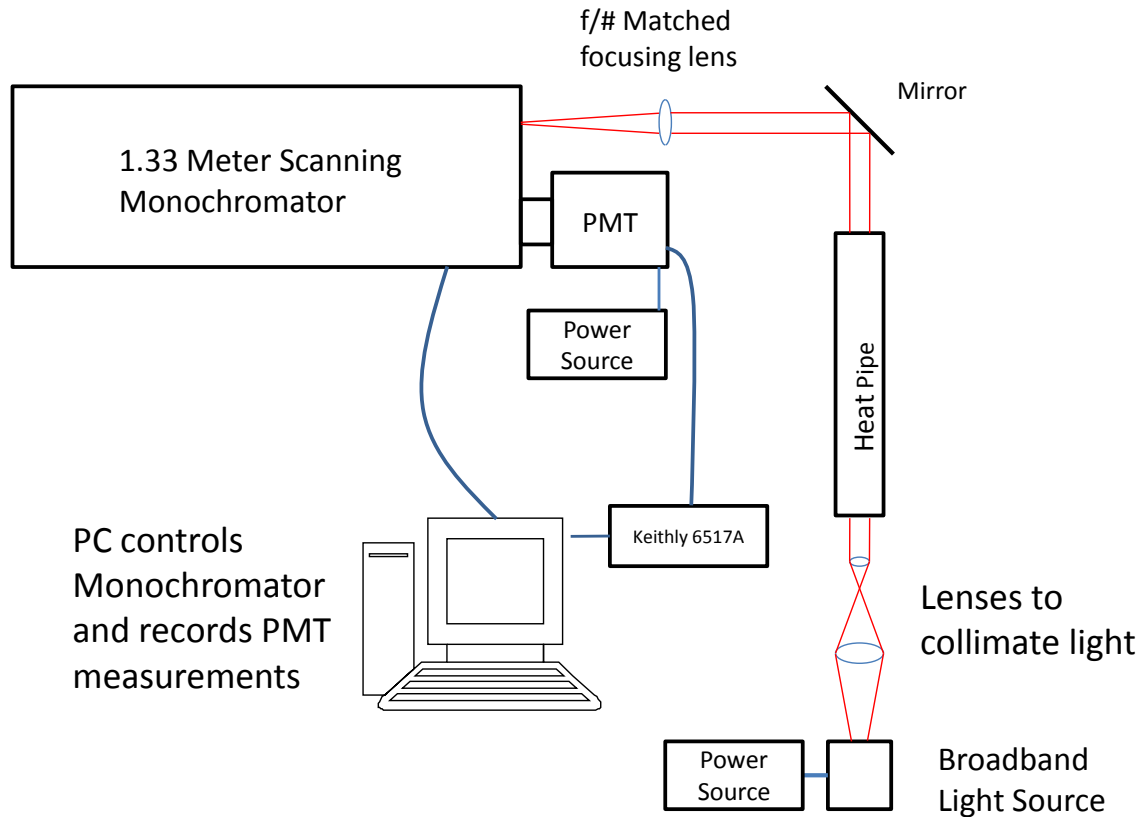 f/# Matched
focusing lens
Mirror
1.33 Meter Scanning
Monochromator
PMT
Power
Source
Heat Pipe
Keithly 6517A
PC controls
Monochromator
and records PMT
measurements
Lenses to
collimate light
Power
Source
Broadband
Light Source